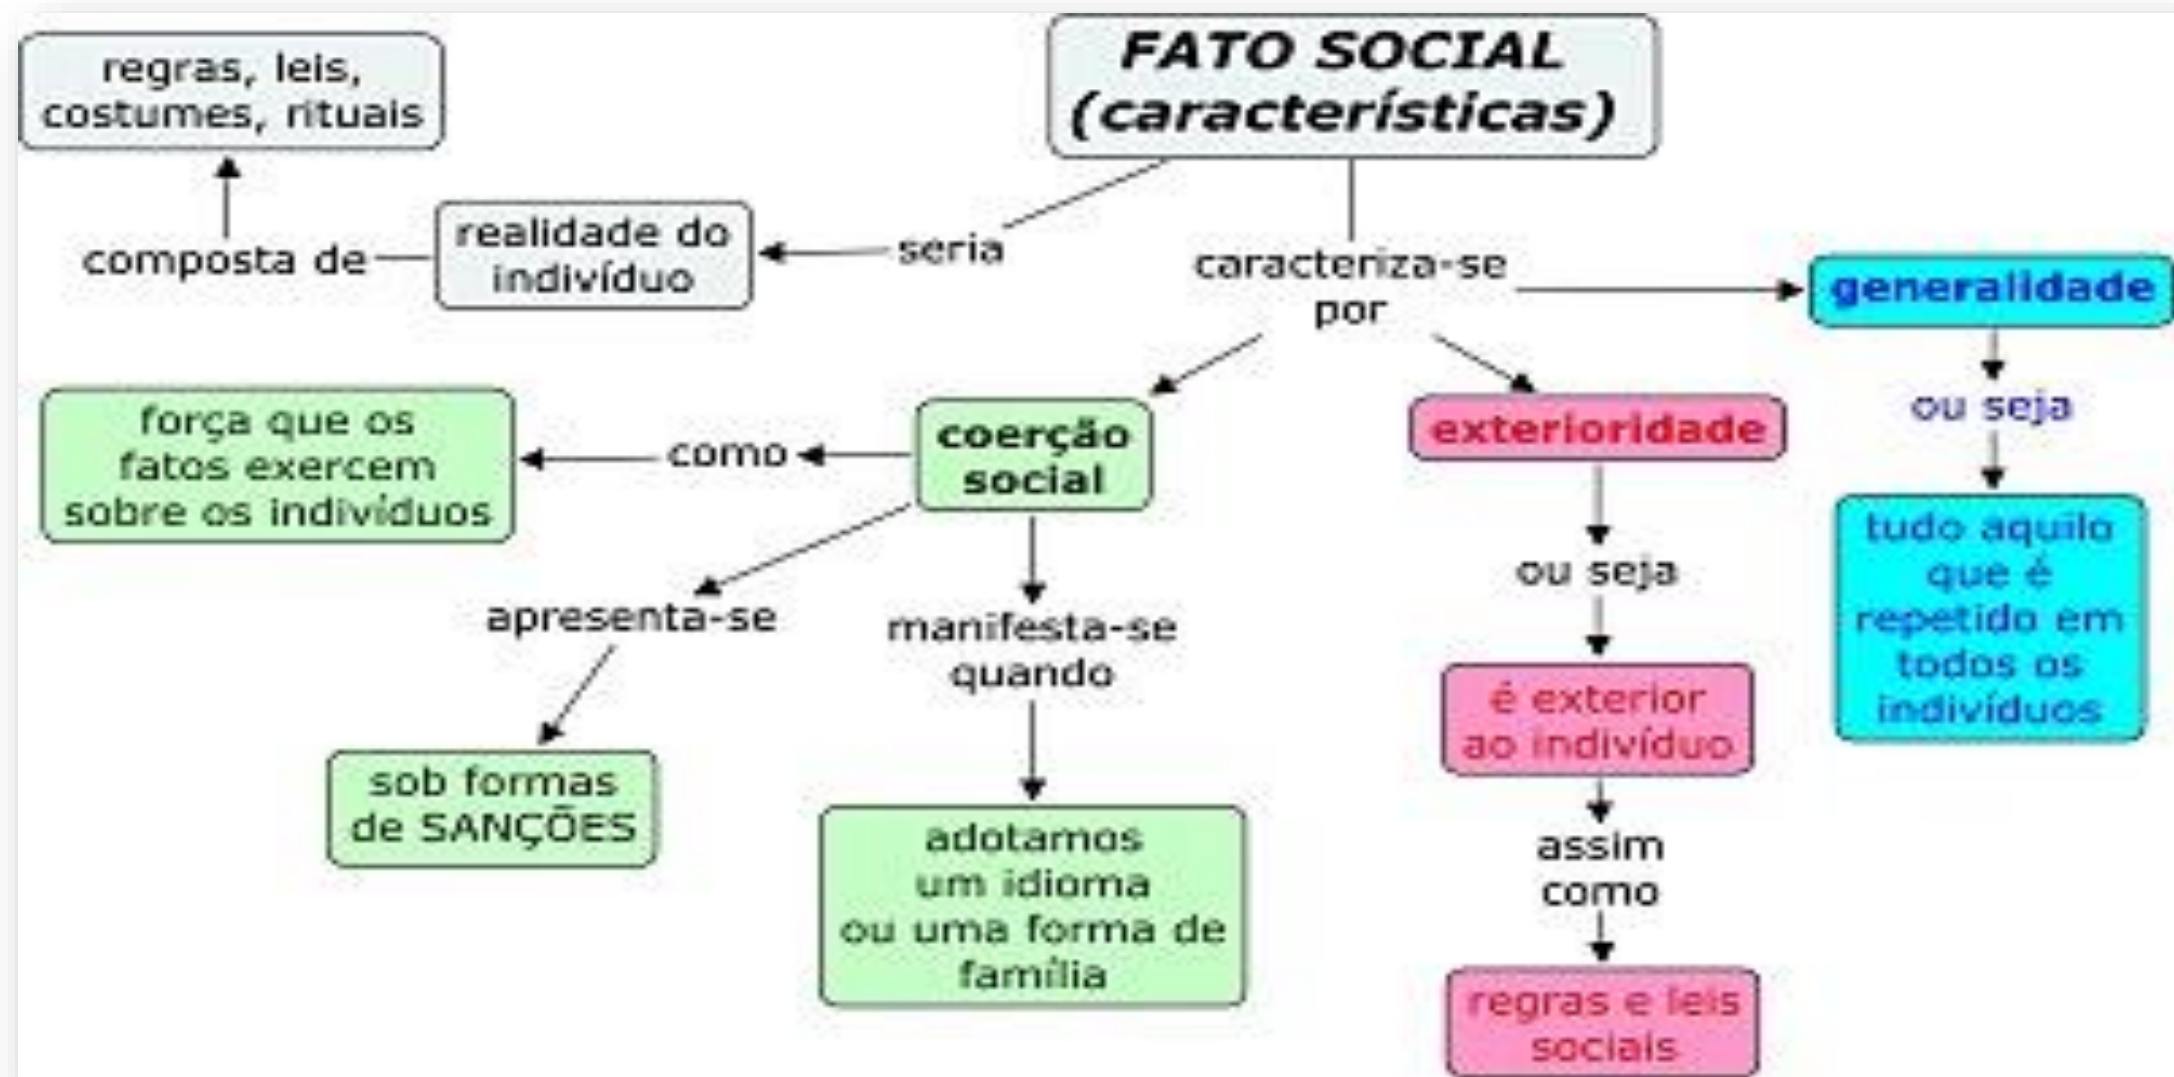 FATO SOCIAL
(características)
regras, leis,
costumes, rituais
composta de
realidade do
indivíduo
seria
caracteriza-se
por
generalidade
ou seja
tudo aquilo
que é
repetido em
todos os
indivíduos
força que os
fatos exercem
sobre os indivíduos
como
coerção
social
exterioridade
ou seja
é exterior
ao indivíduo
assim
como
regras e leis
sociais
apresenta-se
sob formas
de SANÇÕES
manifesta-se
quando
adotamos
um idioma
ou uma forma de
família